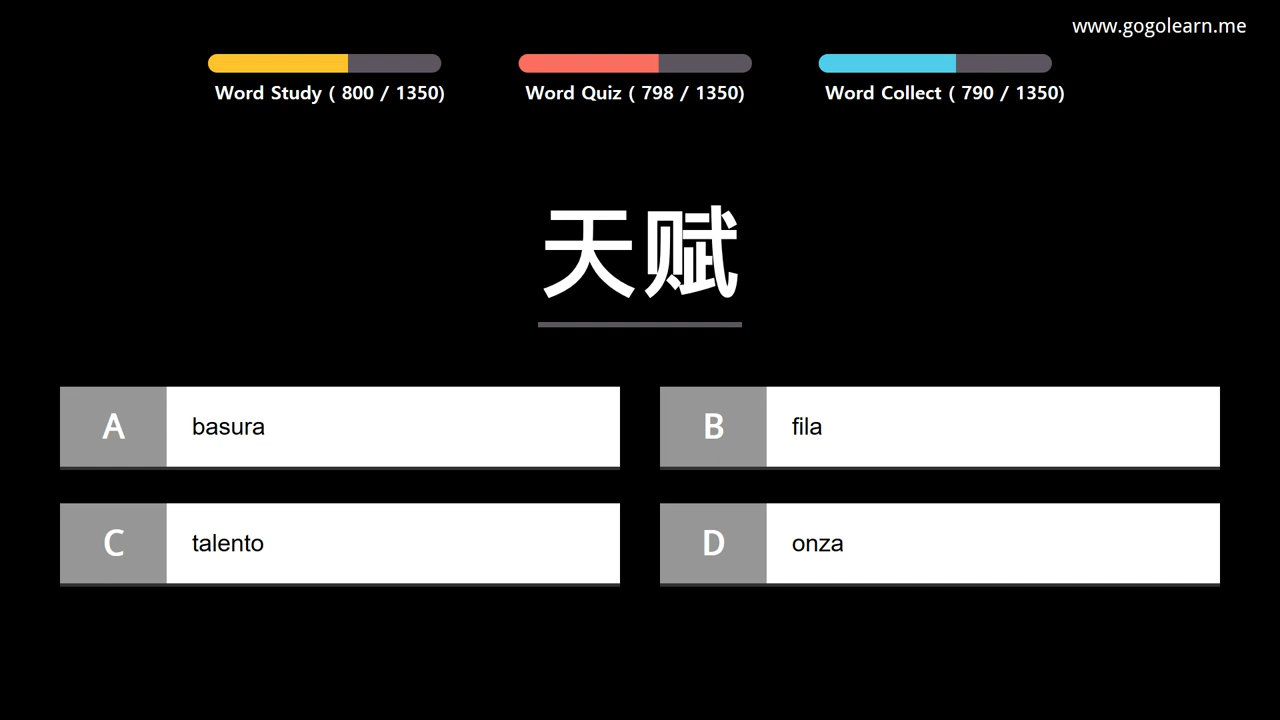 www.gogolearn.me
Word Study ( 800 / 1350)
Word Quiz ( 798 / 1350)
Word Collect ( 790 / 1350)
天赋
A basura
B fila
C talento
D onza